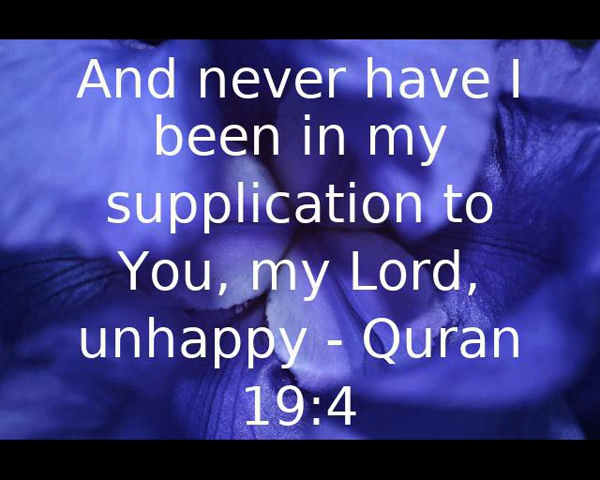 And never have I
been in my
supplication to
You, my Lord,
unhappy - Quran
19:4